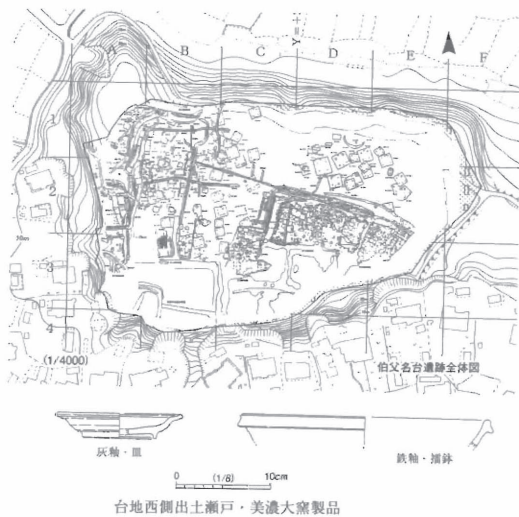 A B C D E F
Y=+
1
2
3
4
(1/4000)
伯父名台遺跡全体図
灰釉・皿
鉄釉・擂鉢
0 (1/8) 10cm
台地西側出土瀬戸・美濃大窯製品